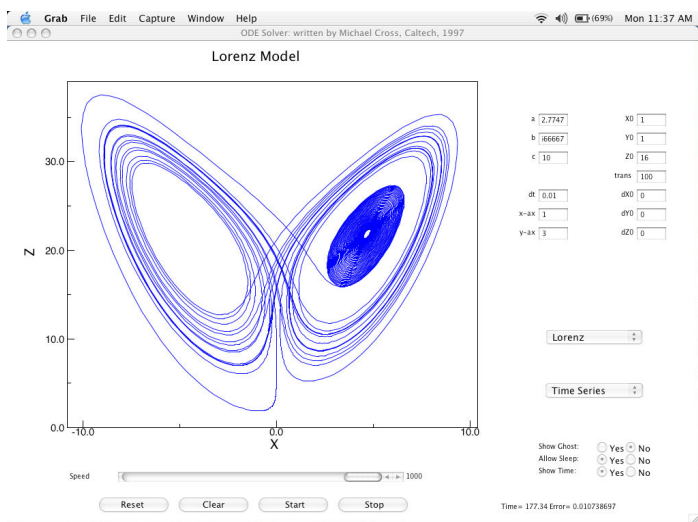 Grab File Edit Capture Window Help (69%) Mon 11:37 AM
ODE Solver: written by Michael Cross, Caltech, 1997
Lorenz Model
a 2.7747 X0 1
b i66667 Y0 1
c 10 Z0 16
trans 100
dt 0.01 dX0 0
x-ax 1 dY0 0
y-ax 3 dZ0 0
30.0
Z
20.0
10.0
0.0
-10.0 0.0 10.0
X
Lorenz
Time Series
Show Ghost: Yes No
Allow Sleep: Yes No
Show Time: Yes No
Speed 1000
Reset Clear Start Stop
Time= 177.34 Error= 0.010738697